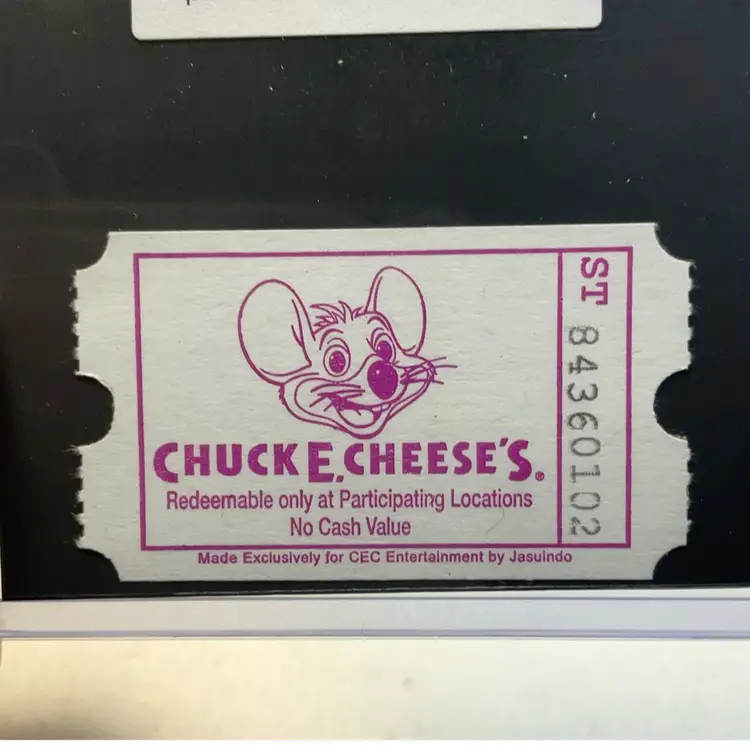 CHUCK E. CHEESE'S®
Redeemable only at Participating Locations
No Cash Value
Made Exclusively for CEC Entertainment by Jasuindo
ST 84360102